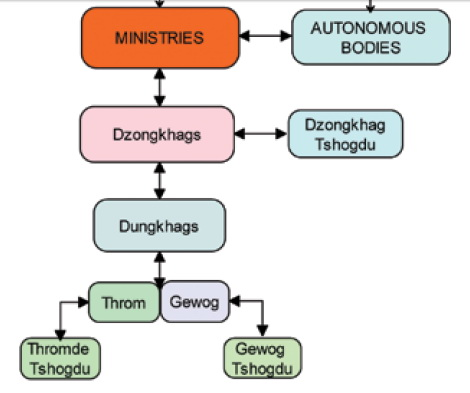 MINISTRIES
AUTONOMOUS
BODIES
Dzongkhags
Dzongkhag
Tshogdu
Dungkhags
Throm
Gewog
Thromde
Tshogdu
Gewog
Tshogdu